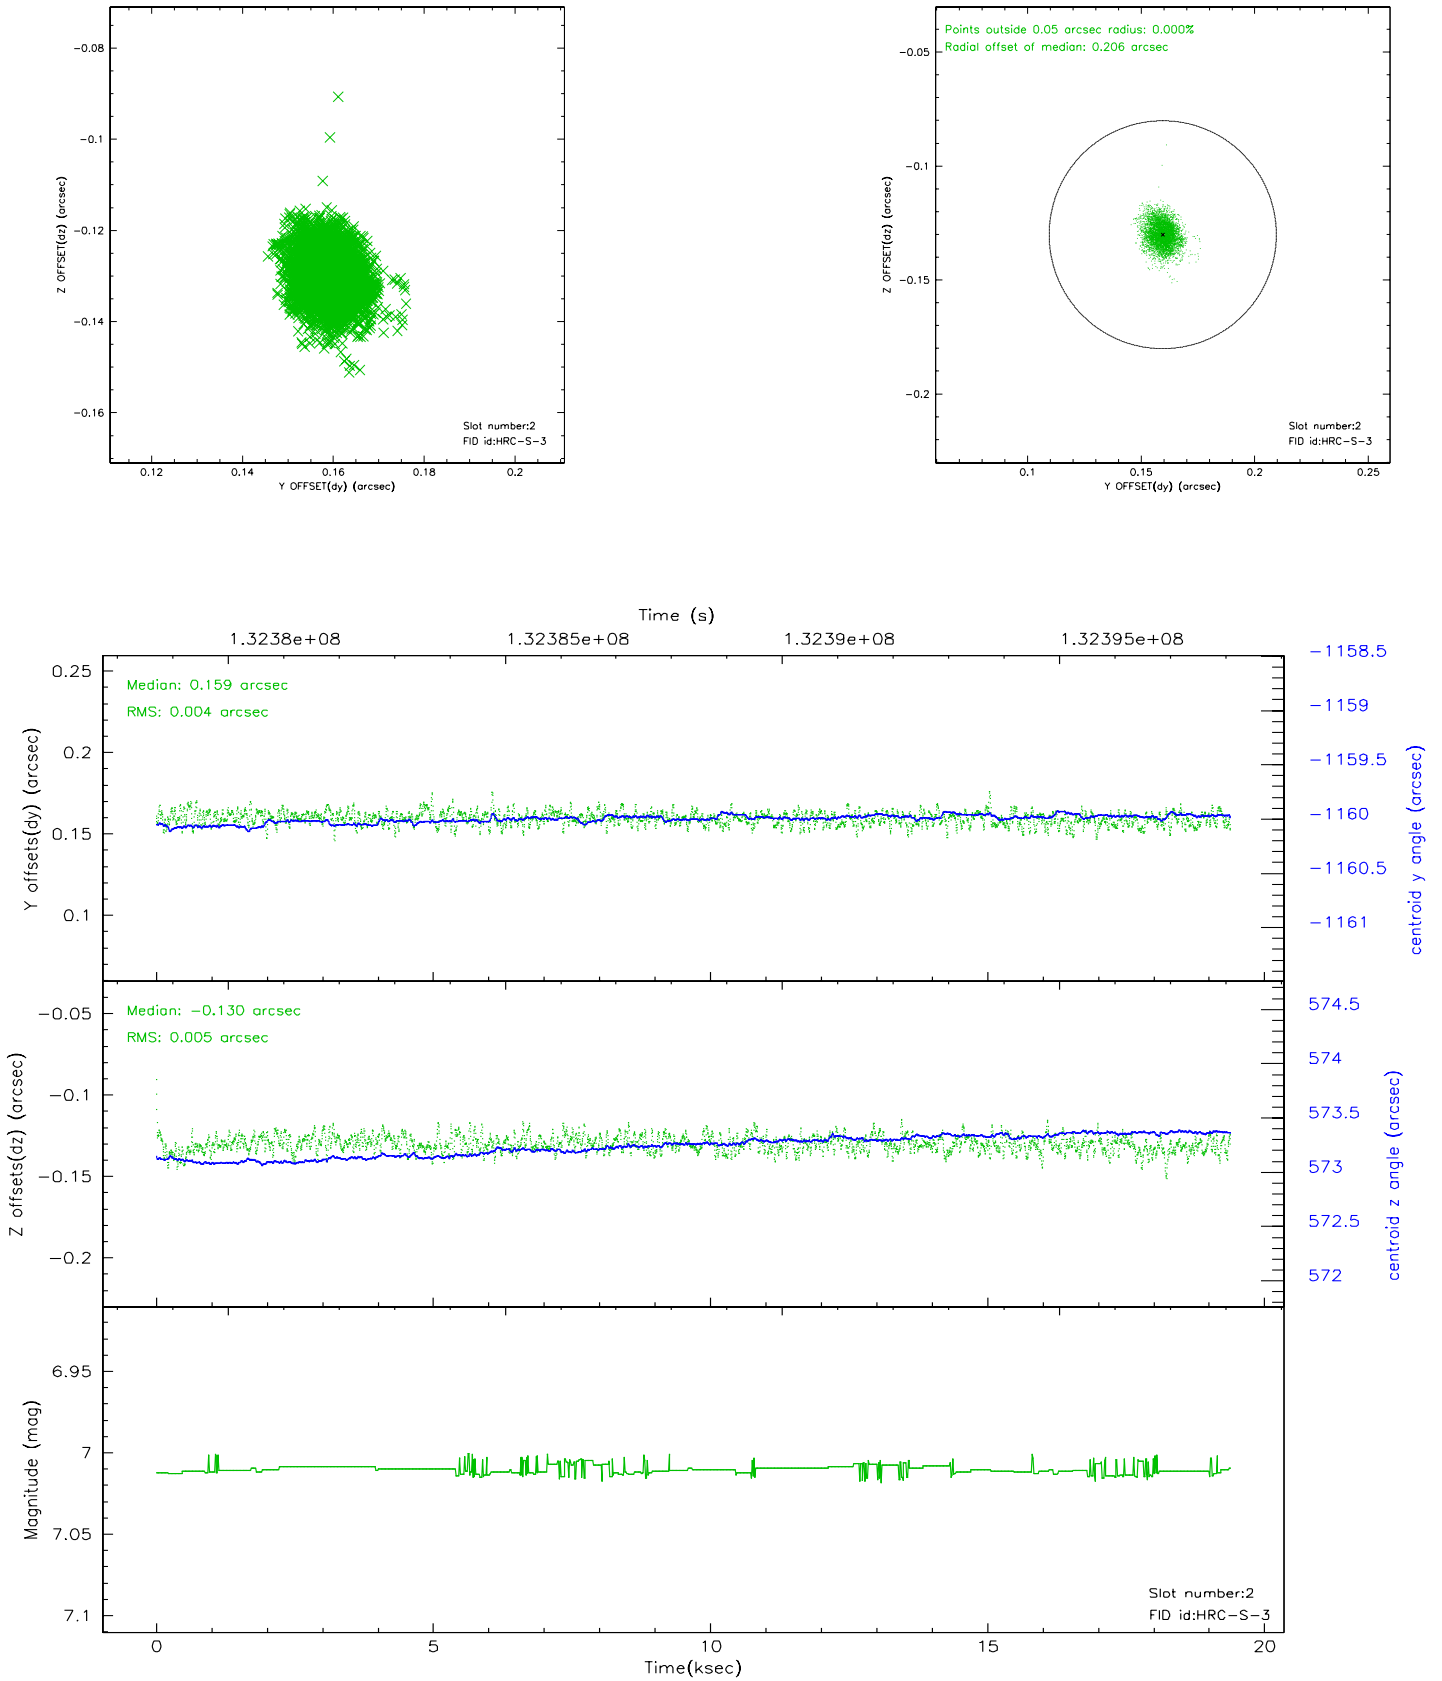 −0.08
−0.1
−0.12
−0.14
−0.16
Z OFFSET(dz) (arcsec)
Slot number:2
FID id:HRC−S−3
0.12
0.14
0.16
0.18
0.2
Y OFFSET(dy) (arcsec)
Points outside 0.05 arcsec radius: 0.000%
Radial offset of median: 0.206 arcsec
−0.05
−0.1
−0.15
−0.2
Z OFFSET(dz) (arcsec)
Slot number:2
FID id:HRC−S−3
0.1
0.15
0.2
0.25
Y OFFSET(dy) (arcsec)
Time (s)
1.3238e+08
1.32385e+08
1.3239e+08
1.32395e+08
Median: 0.159 arcsec
RMS: 0.004 arcsec
0.25
0.2
0.15
0.1
Y offsets(dy) (arcsec)
−1158.5
−1159
−1159.5
−1160
−1160.5
−1161
centroid y angle (arcsec)
Median: −0.130 arcsec
RMS: 0.005 arcsec
−0.05
−0.1
−0.15
−0.2
Z offsets(dz) (arcsec)
574.5
574
573.5
573
572.5
572
centroid z angle (arcsec)
6.95
7
7.05
7.1
Magnitude (mag)
Slot number:2
FID id:HRC−S−3
0
5
10
15
20
Time(ksec)